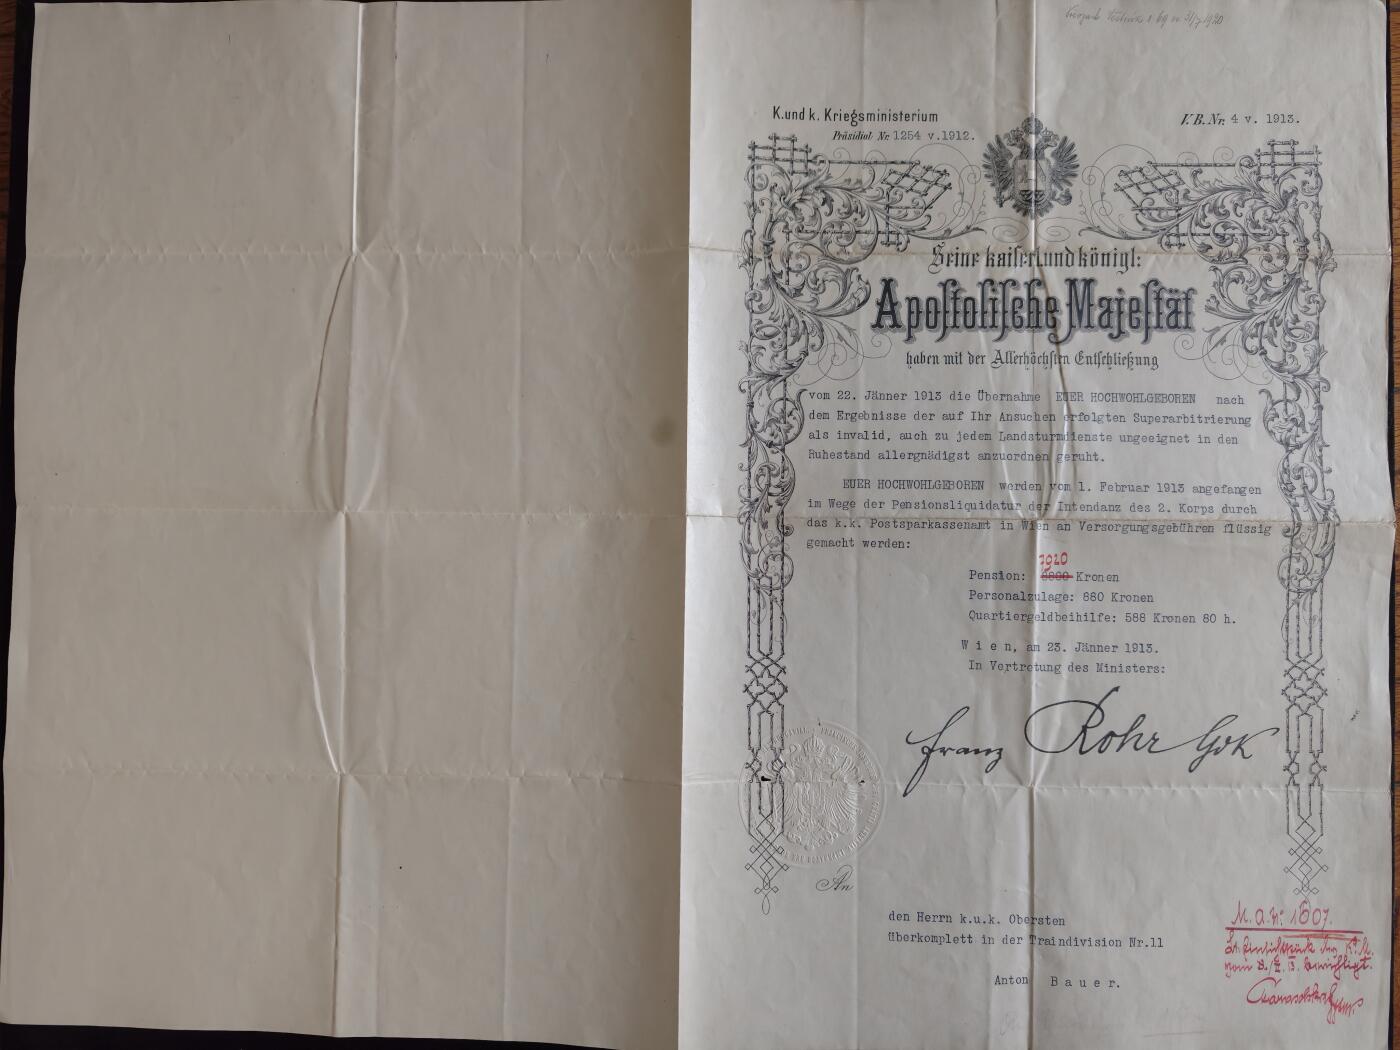 1920
K.und k. Kriegsministerium
Präsidial Nr. 1254 v.1912.
V.B.Nr. 4 v. 1913.
Seine kaiserl.und königl:
Apostolische Majestät
haben mit der Allerhöchsten Entschließung
vom 22. Jänner 1913 die Übernahme EUER HOCHWOHLGEBOREN nach
dem Ergebnisse der auf Ihr Ansuchen erfolgten Superarbitrierung
als invalid, auch zu jedem Landsturmdienste ungeeignet in den
Ruhestand allergnädigst anzuordnen geruht.
EUER HOCHWOHLGEBOREN werden vom 1. Februar 1913 angefangen
im Wege der Pensionsliquidatur der Intendanz des 2. Korps durch
das k.k. Postsparkassenamt in Wien an Versorgungsgebühren flüssig
gemacht werden:
7920
Pension: 8800 Kronen
Personalzulage: 880 Kronen
Quartiergeldbeihilfe: 588 Kronen 80 h.
W i e n, am 23. Jänner 1913.
In Vertretung des Ministers:
Franz Rohr GdK
An
den Herrn k.u.k. Obersten
überkomplett in der Traindivision Nr.11
Anton B a u e r.
M.a.N: 1607.
K.M.
vom berichtigt.